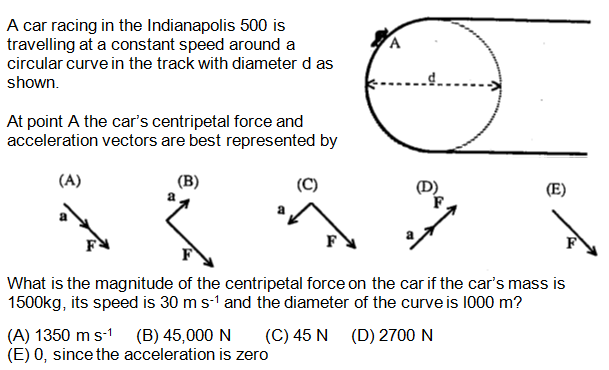 A car racing in the Indianapolis 500 is
travelling at a constant speed around a
circular curve in the track with diameter d as
shown.
A
d
At point A the car's centripetal force and
acceleration vectors are best represented by
(A) (B) (C) (D) (E)
a a a F
a
F F F a F
What is the magnitude of the centripetal force on the car if the car's mass is
1500kg, its speed is 30 m s-1 and the diameter of the curve is l000 m?
(A) 1350 m s-1 (B) 45,000 N (C) 45 N (D) 2700 N
(E) 0, since the acceleration is zero